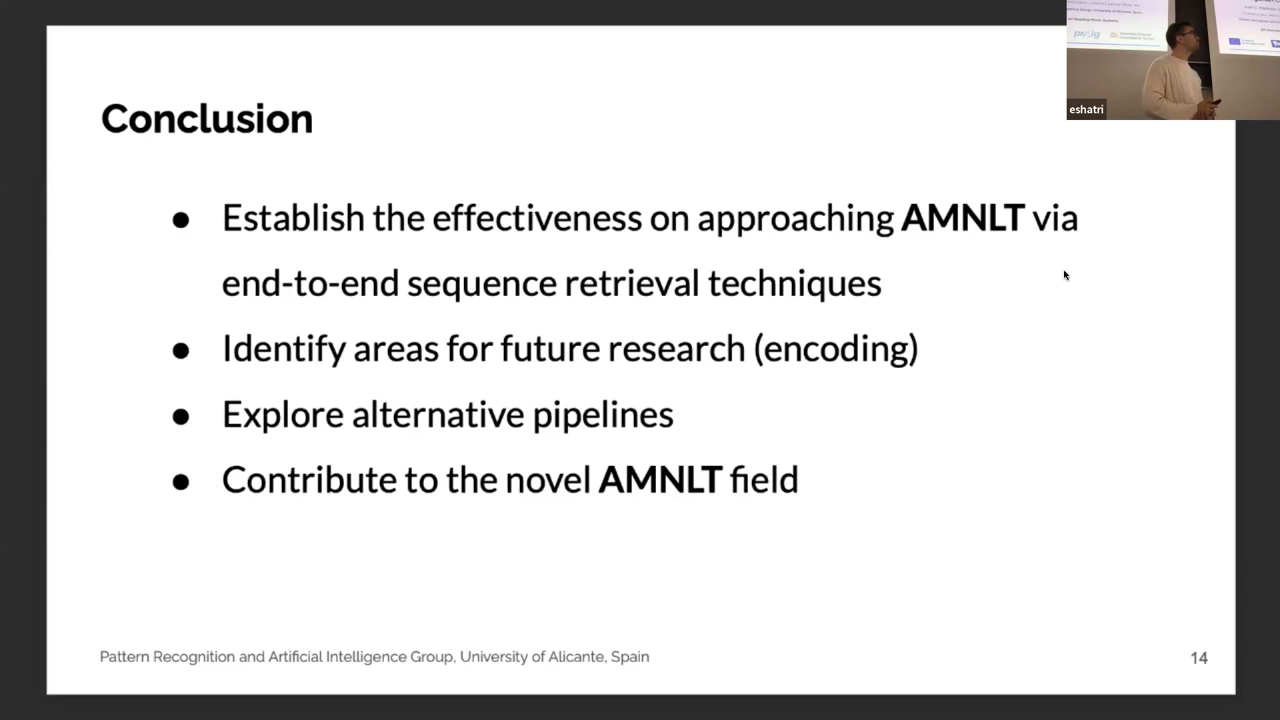 Conclusion
● Establish the effectiveness on approaching AMNLT via
end-to-end sequence retrieval techniques
● Identify areas for future research (encoding)
● Explore alternative pipelines
● Contribute to the novel AMNLT field
Pattern Recognition and Artificial Intelligence Group, University of Alicante, Spain
14
eshatri